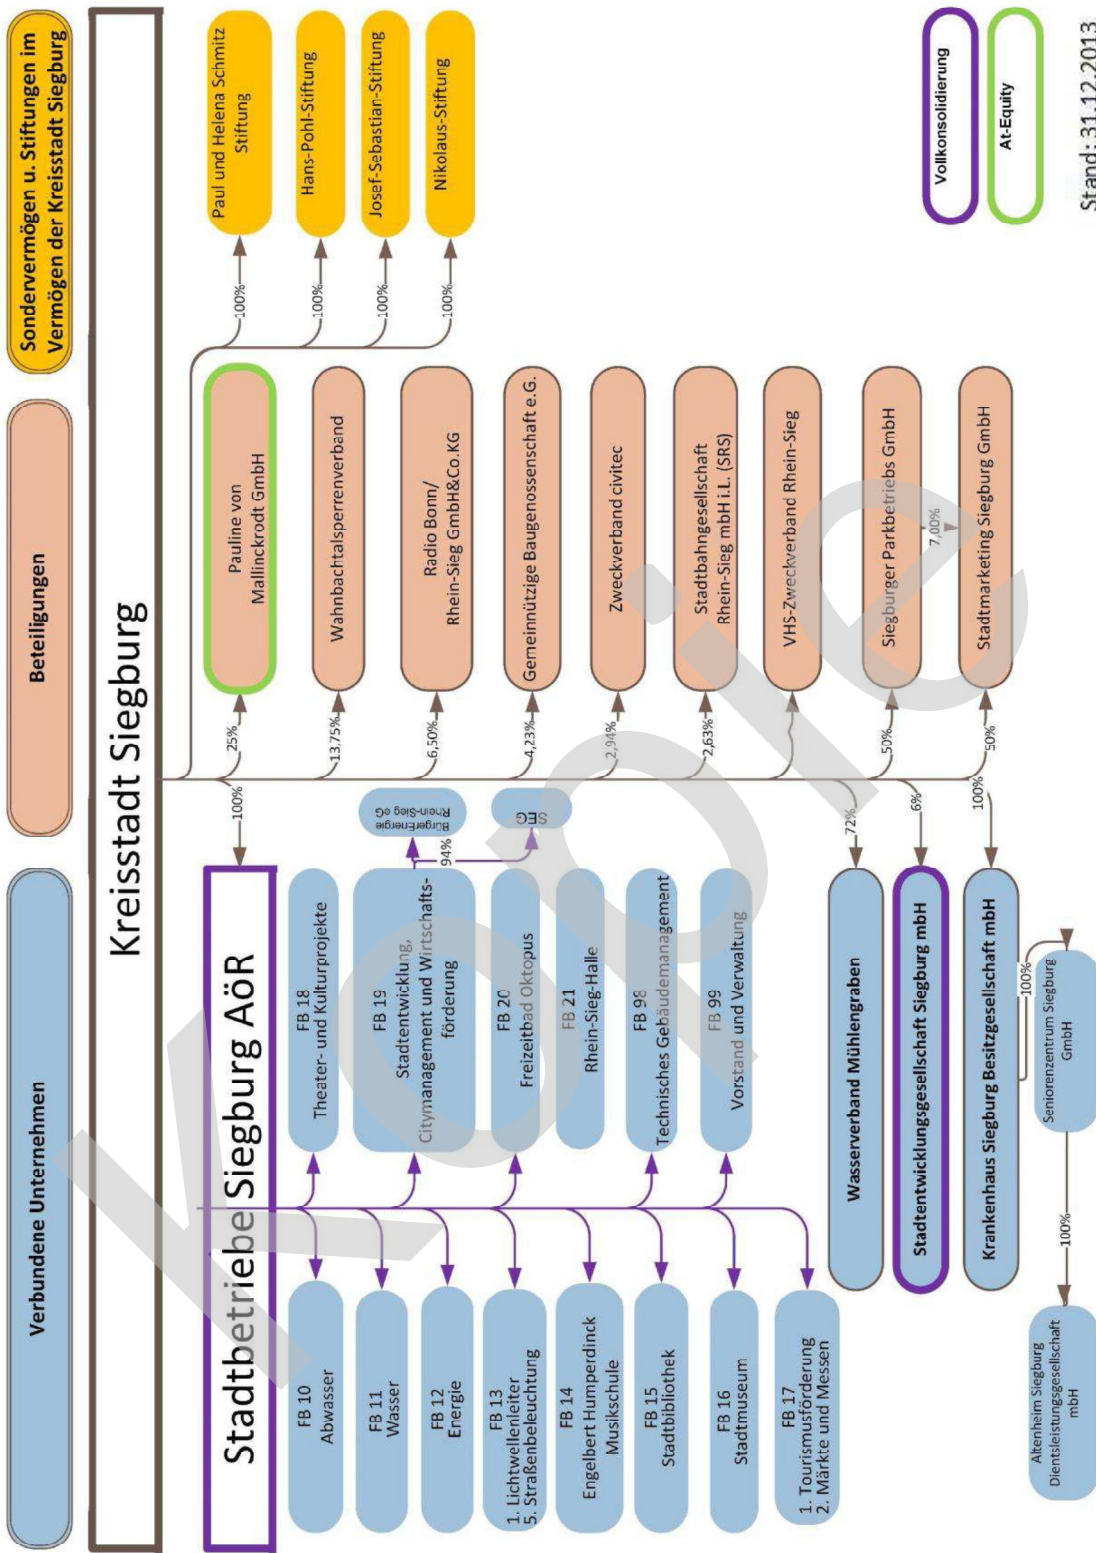 Verbundene Unternehmen
Beteiligungen
Sondervermögen u. Stiftungen im
Vermögen der Kreisstadt Siegburg
Kreisstadt Siegburg
Stadtbetriebe Siegburg AöR
100%
25%
Pauline von
Mallinckrodt GmbH
100%
Paul und Helena Schmitz
Stiftung
FB 10
Abwasser
FB 18
Theater- und Kulturprojekte
13,75%
Wahnbachtalsperrenverband
100%
Hans-Pohl-Stiftung
FB 11
Wasser
FB 19
Stadtentwicklung,
Citymanagement und Wirtschafts-
förderung
BürgerEnergie
Rhein-Sieg eG
94%
SEG
6,50%
Radio Bonn/
Rhein-Sieg GmbH&Co.KG
100%
Josef-Sebastian-Stiftung
FB 12
Energie
100%
Nikolaus-Stiftung
FB 13
1. Lichtwellenleiter
5. Straßenbeleuchtung
FB 20
Freizeitbad Oktopus
4,23%
Gemeinnützige Baugenossenschaft e.G.
FB 14
Engelbert Humperdinck
Musikschule
FB 21
Rhein-Sieg-Halle
2,94%
Zweckverband civitec
FB 15
Stadtbibliothek
FB 98
Technisches Gebäudemanagement
2,63%
Stadtbahngesellschaft
Rhein-Sieg mbH i.L. (SRS)
FB 16
Stadtmuseum
FB 99
Vorstand und Verwaltung
VHS-Zweckverband Rhein-Sieg
FB 17
1. Tourismusförderung
2. Märkte und Messen
72%
Wasserverband Mühlengraben
50%
Siegburger Parkbetriebs GmbH
7,00%
6%
Stadtentwicklungsgesellschaft Siegburg mbH
50%
Stadtmarketing Siegburg GmbH
100%
Krankenhaus Siegburg Besitzgesellschaft mbH
100%
Seniorenzentrum Siegburg
GmbH
100%
Altenheim Siegburg
Dientsleistungsgesellschaft
mbH
Vollkonsolidierung
At-Equity
Stand: 31.12.2013
Kopie